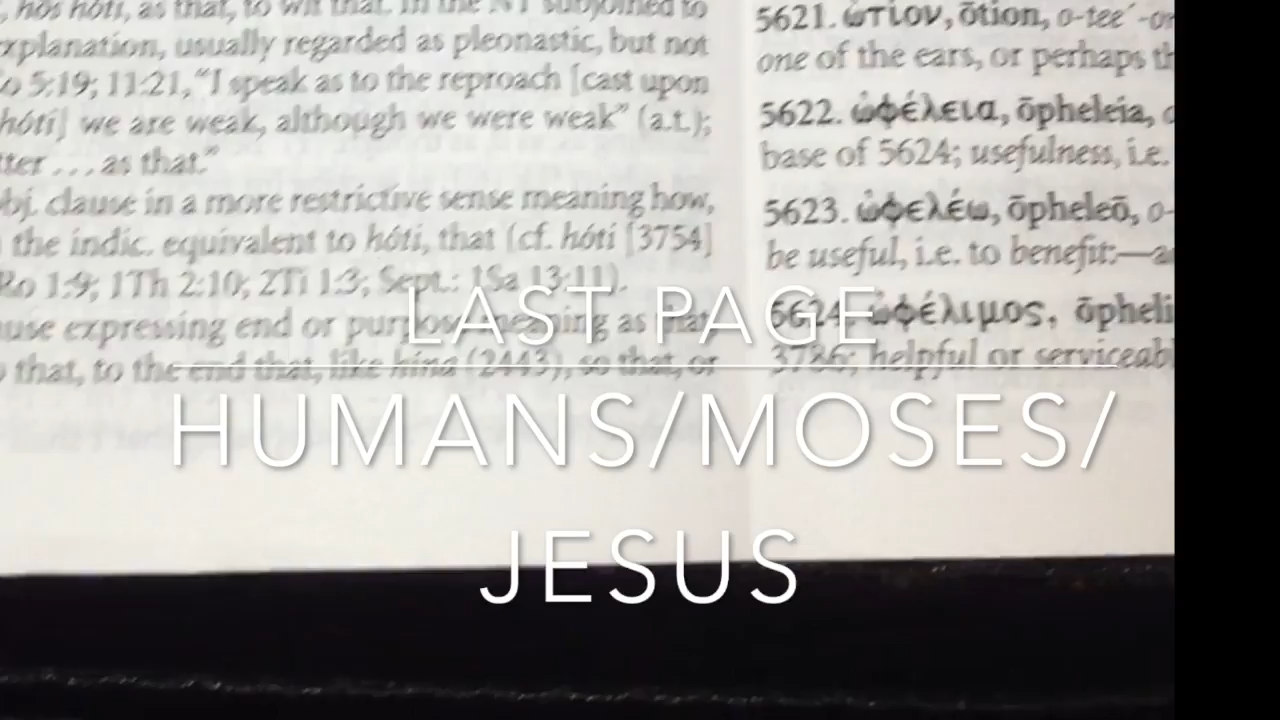 hōs hóti, as that, to wit that. In the NT subjoined to
xplanation, usually regarded as pleonastic, but not
o 5:19; 11:21, “I speak as to the reproach [cast upon
hóti] we are weak, although we were weak” (a.t.);
tter . . . as that.”
bj. clause in a more restrictive sense meaning how,
the indic. equivalent to hóti, that (cf. hóti [3754]
Ro 1:9; 1Th 2:10; 2Ti 1:3; Sept.: 1Sa 13:11).
use expressing end or purpose meaning as that
that, to the end that, like hína (2443), so that, or
5621. ὠτίον, ōtion, o-tee´-on
one of the ears, or perhaps th
5622. ὠφέλεια, ōpheleia, o
base of 5624; usefulness, i.e.
5623. ὠφελέω, ōpheleō, o-
be useful, i.e. to benefit:—a
5624. ὠφέλιμος, ōpheli
3786; helpful or serviceabl
LAST PAGE
HUMANS/MOSES/
JESUS